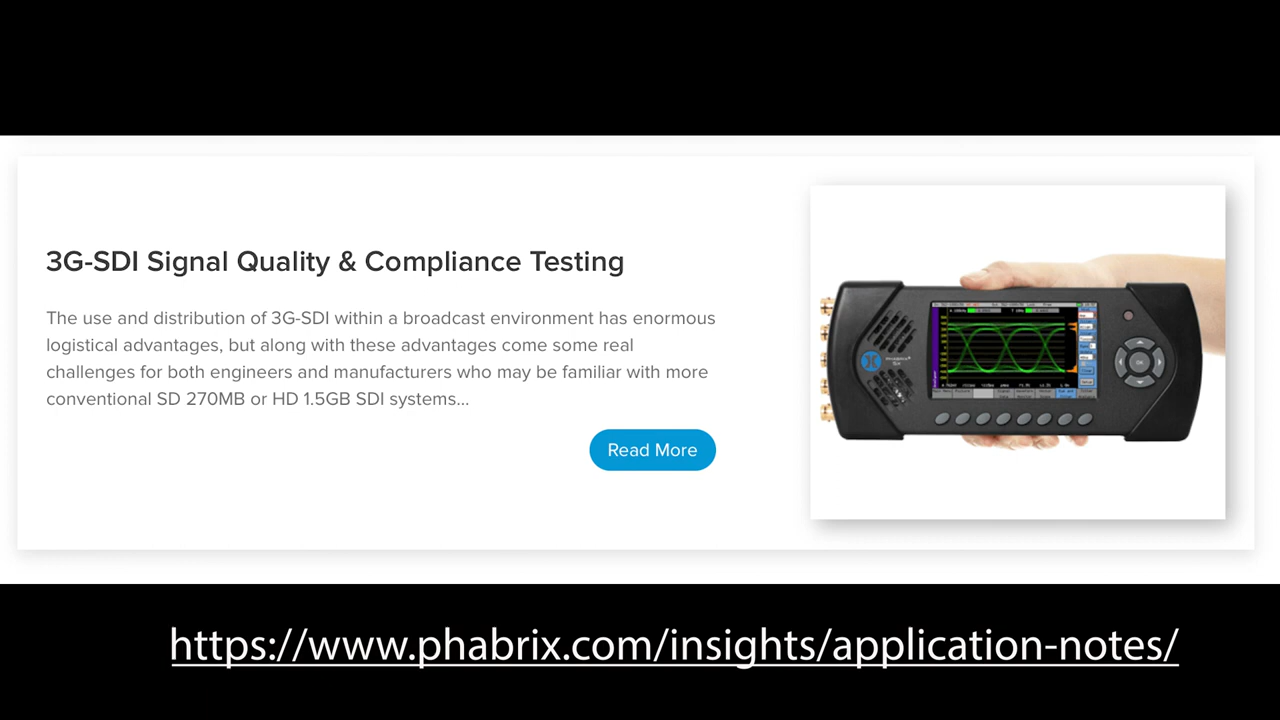 3G-SDI Signal Quality & Compliance Testing
The use and distribution of 3G-SDI within a broadcast environment has enormous
logistical advantages, but along with these advantages come some real
challenges for both engineers and manufacturers who may be familiar with more
conventional SD 270MB or HD 1.5GB SDI systems...
Read More
OK
https://www.phabrix.com/insights/application-notes/